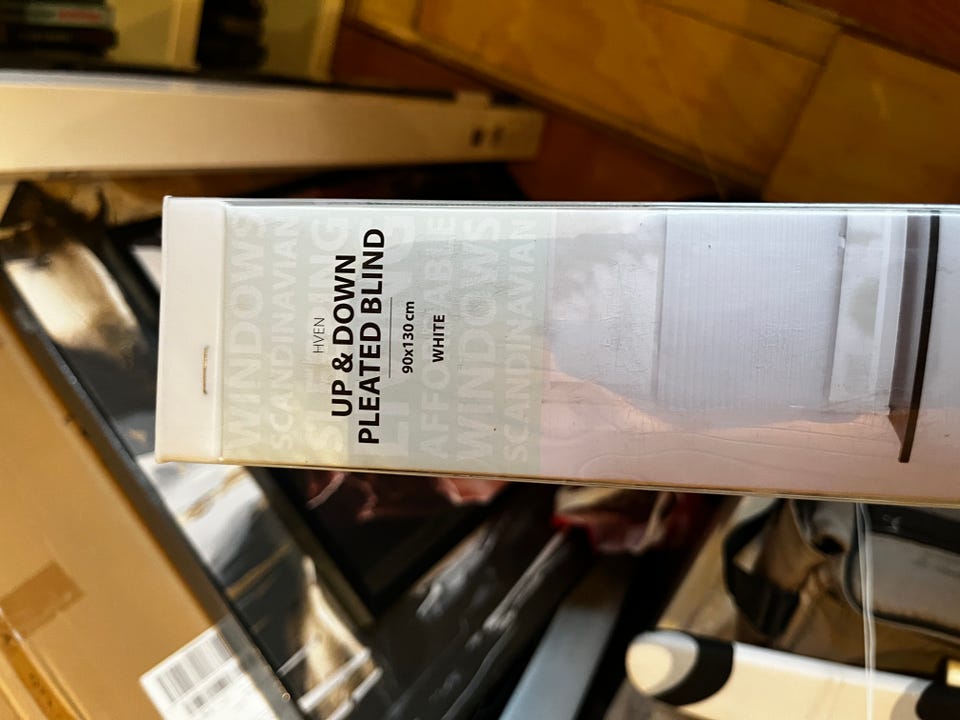 WINDOWS
SCANDINAVIAN
HVEN
UP & DOWN
PLEATED BLIND
90x130 cm
WHITE
AFFORDABLE
WINDOWS
SCANDINAVIAN